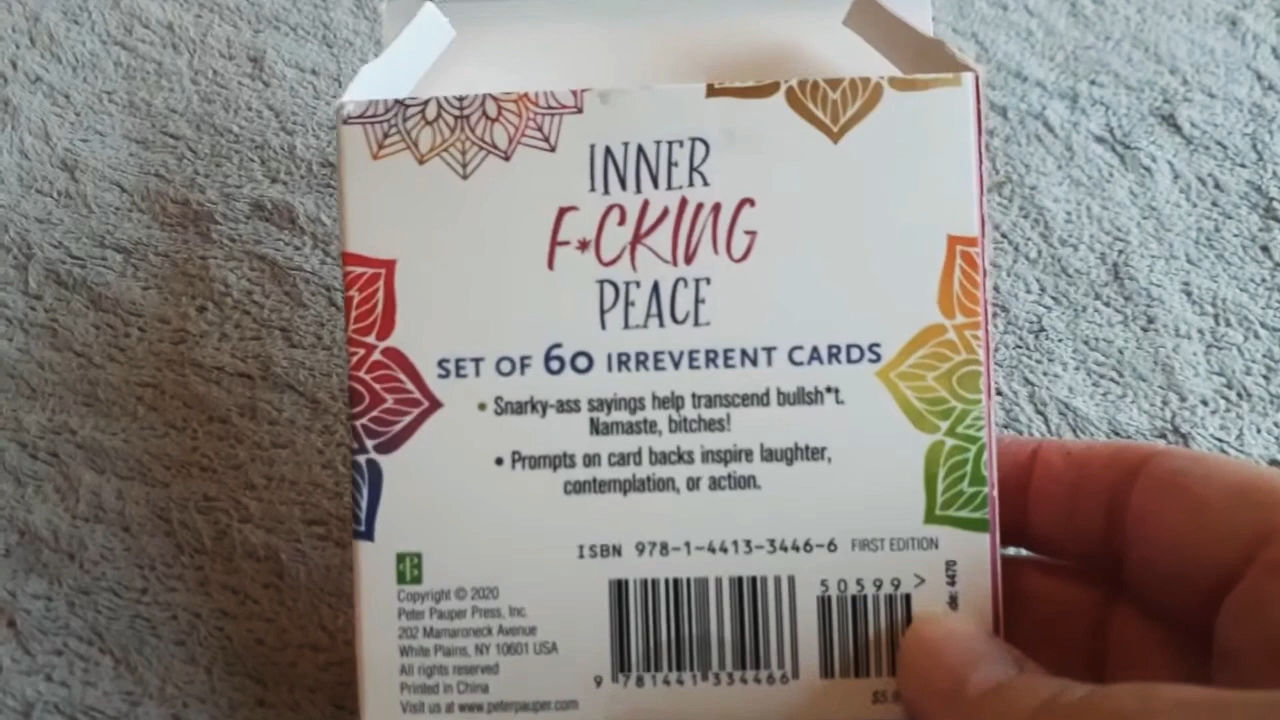 INNER
F*CKING
PEACE
SET OF 60 IRREVERENT CARDS
• Snarky-ass sayings help transcend bullsh*t.
Namaste, bitches!
• Prompts on card backs inspire laughter,
contemplation, or action.
ISBN 978-1-4413-3446-6 FIRST EDITION
50599 >
9 781441 334466
Copyright © 2020
Peter Pauper Press, Inc.
202 Mamaroneck Avenue
White Plains, NY 10601 USA
All rights reserved
Printed in China
Visit us at www.peterpauper.com
4470